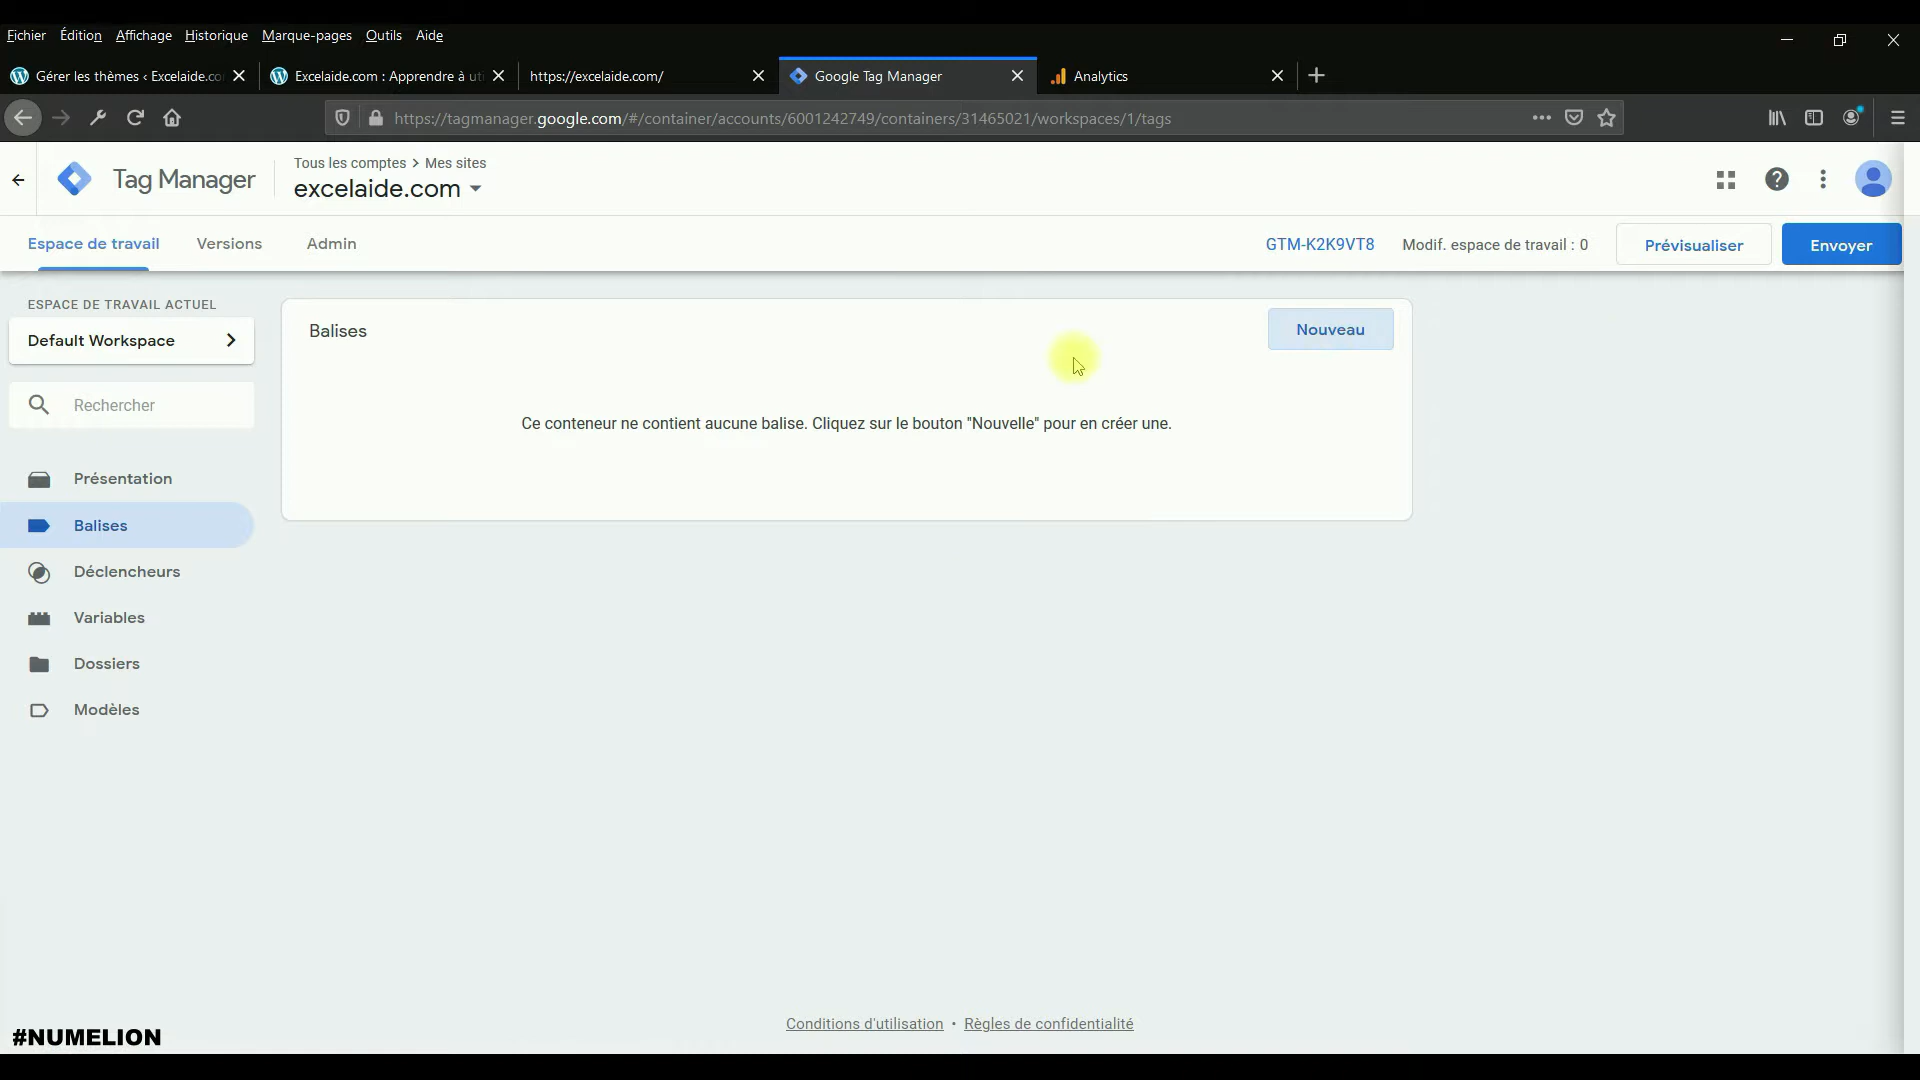 Fichier Édition Affichage Historique Marque-pages Outils Aide
Gérer les thèmes ‹ Excelaide.co
Excelaide.com : Apprendre à uti
https://excelaide.com/
Google Tag Manager
Analytics
https://tagmanager.google.com/#/container/accounts/6001242749/containers/31465021/workspaces/1/tags
Tag Manager
Tous les comptes > Mes sites
excelaide.com
Espace de travail
Versions
Admin
GTM-K2K9VT8
Modif. espace de travail : 0
Prévisualiser
Envoyer
ESPACE DE TRAVAIL ACTUEL
Default Workspace
Rechercher
Présentation
Balises
Déclencheurs
Variables
Dossiers
Modèles
Balises
Nouveau
Ce conteneur ne contient aucune balise. Cliquez sur le bouton "Nouvelle" pour en créer une.
Conditions d'utilisation • Règles de confidentialité
#NUMELION